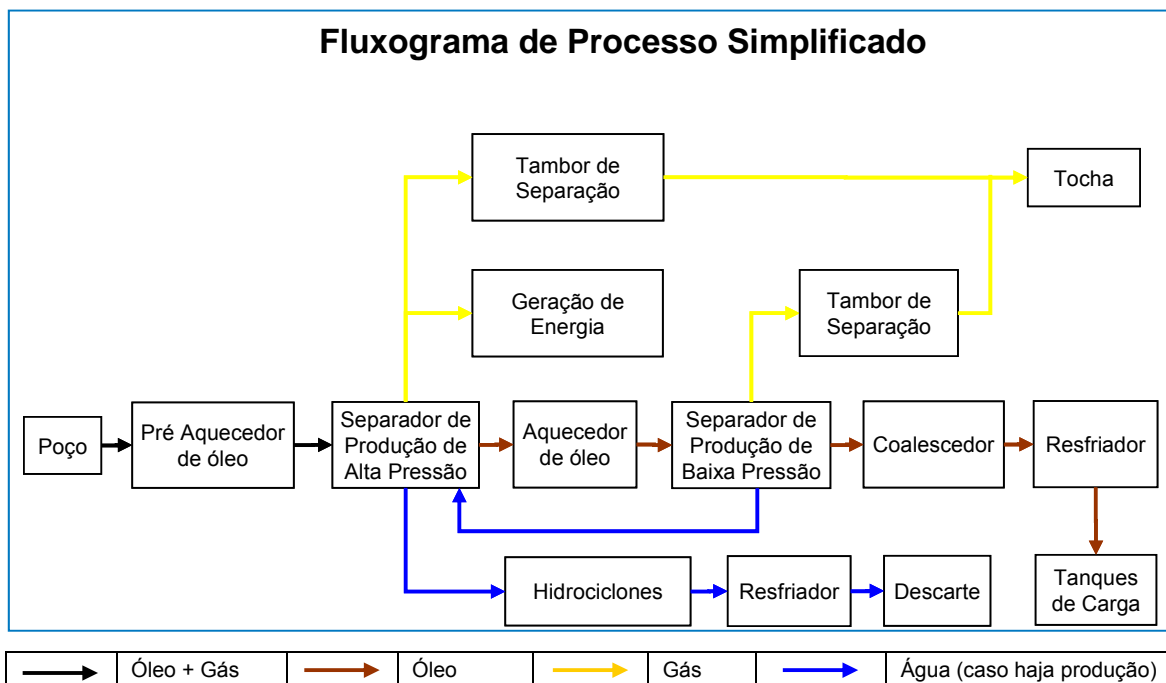 Fluxograma de Processo Simplificado
Tambor de
Separação
Tocha
Geração de
Energia
Tambor de
Separação
Poço
Pré Aquecedor
de óleo
Separador de
Produção de
Alta Pressão
Aquecedor
de óleo
Separador de
Produção de
Baixa Pressão
Coalescedor
Resfriador
Hidrociclones
Resfriador
Descarte
Tanques
de Carga
Óleo + Gás
Óleo
Gás
Água (caso haja produção)